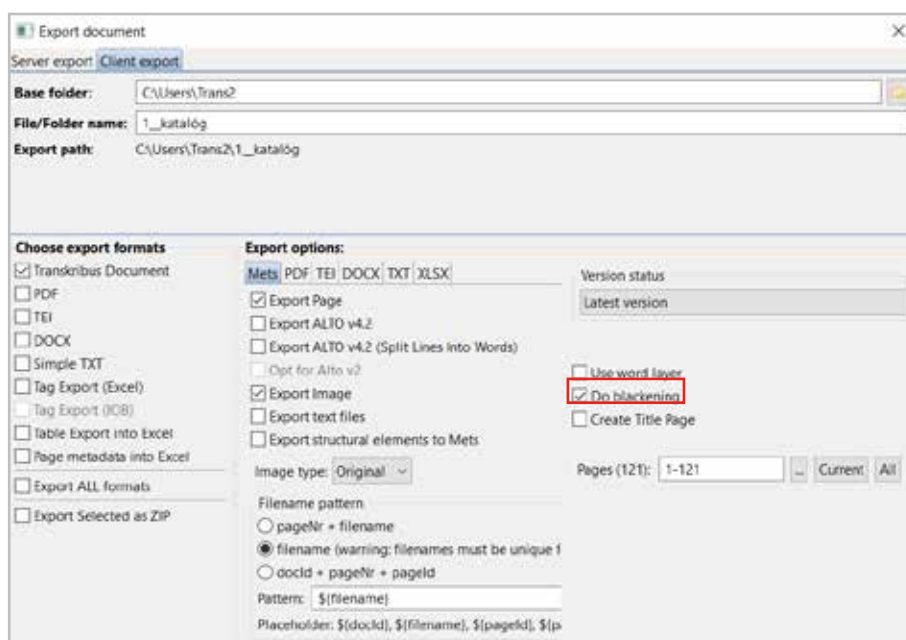 Export document
Server export Client export
Base folder: C:\Users\Trans2
File/Folder name: 1__katalóg
Export path: C:\Users\Trans2\1__katalóg
Choose export formats
Transkribus Document
PDF
TEI
DOCX
Simple TXT
Tag Export (Excel)
Tag Export (IOB)
Table Export into Excel
Page metadata into Excel
Export ALL formats
Export Selected as ZIP
Export options:
Mets PDF TEI DOCX TXT XLSX
Export Page
Export ALTO v4.2
Export ALTO v4.2 (Split Lines Into Words)
Opt for Alto v2
Export Image
Export text files
Export structural elements to Mets
Image type: Original
Filename pattern
pageNr + filename
filename (warning: filenames must be unique f
docId + pageNr + pageId
Pattern: ${filename}
Placeholder: ${docId}, ${filename}, ${pageId}, ${p
Version status
Latest version
Use word layer
Do blackening
Create Title Page
Pages (121): 1-121 ... Current All